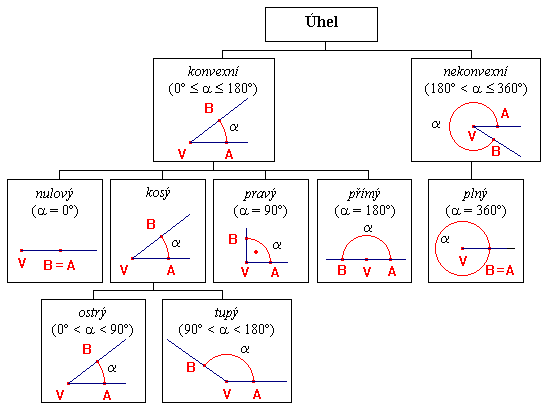 Úhel
konvexní
(0° ≤ α ≤ 180°)
B
α
V
A
nekonvexní
(180° < α ≤ 360°)
α
A
V
B
nulový
(α = 0°)
V
B = A
kosý
B
α
V
A
pravý
(α = 90°)
B
α
V
A
přímý
(α = 180°)
α
B
V
A
plný
(α = 360°)
α
V
B = A
ostrý
(0° < α < 90°)
B
α
V
A
tupý
(90° < α < 180°)
α
B
V
A